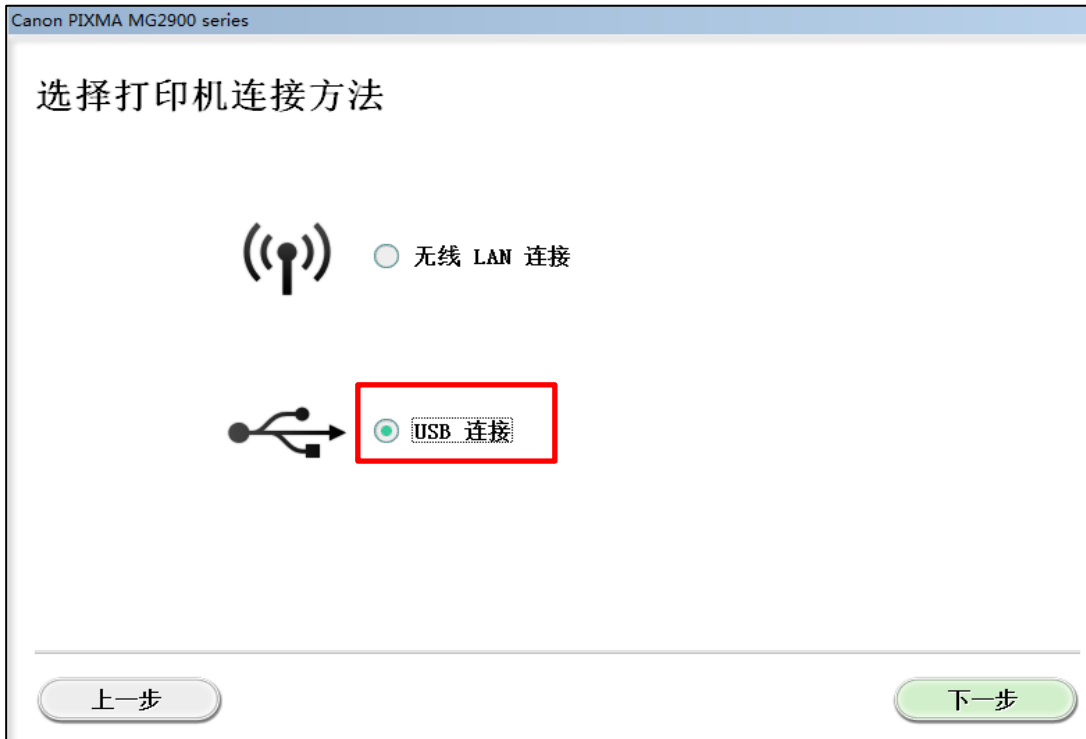 Canon PIXMA MG2900 series
选择打印机连接方法
无线 LAN 连接
USB 连接
上一步
下一步